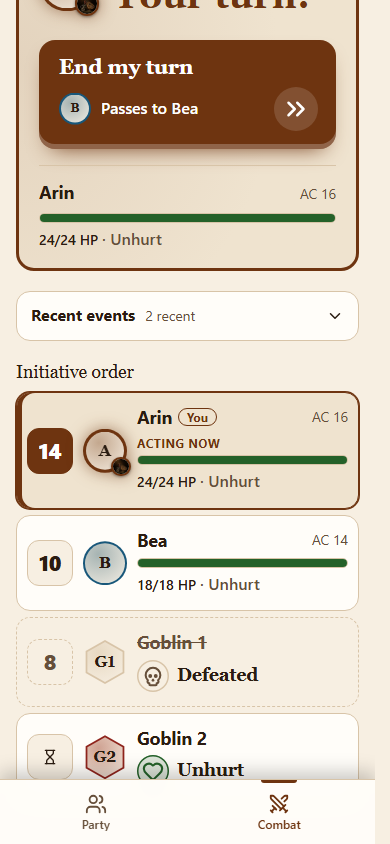 Your turn!
End my turn
B Passes to Bea
Arin AC 16
24/24 HP · Unhurt
Recent events 2 recent
Initiative order
Arin You AC 16
14 A ACTING NOW
24/24 HP · Unhurt
Bea AC 14
10 B
18/18 HP · Unhurt
Goblin 1
8 G1 Defeated
Goblin 2
G2 Unhurt
Party Combat